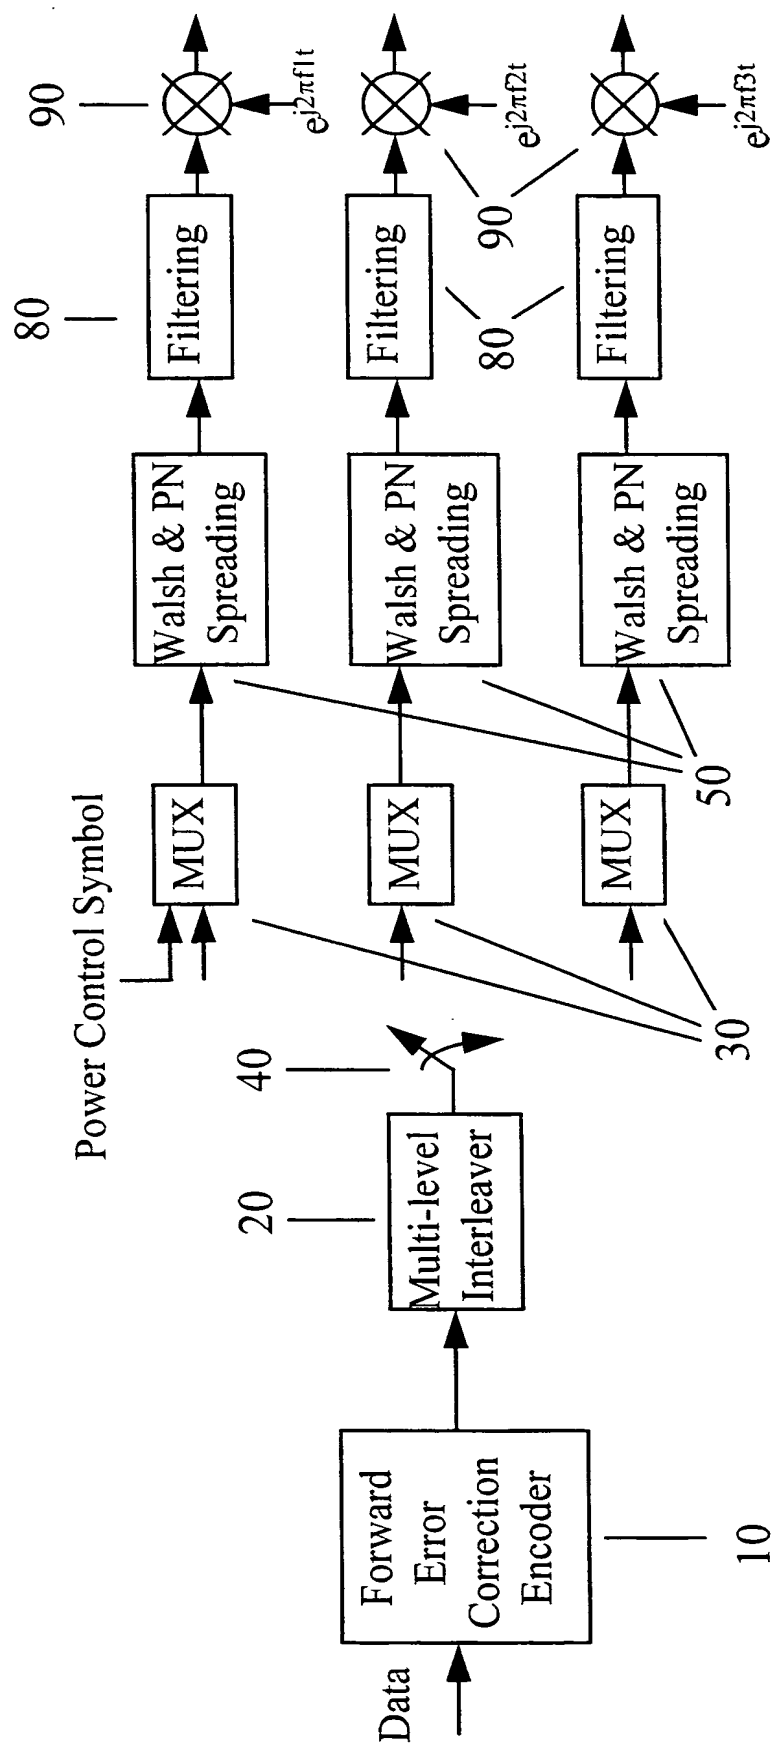 Data
Forward
Error
Correction
Encoder
10
Multi-level
Interleaver
20
40
Power Control Symbol
MUX
MUX
MUX
30
Walsh & PN
Spreading
Walsh & PN
Spreading
Walsh & PN
Spreading
50
80
Filtering
Filtering
Filtering
80
90
90
ej2πf1t
ej2πf2t
ej2πf3t